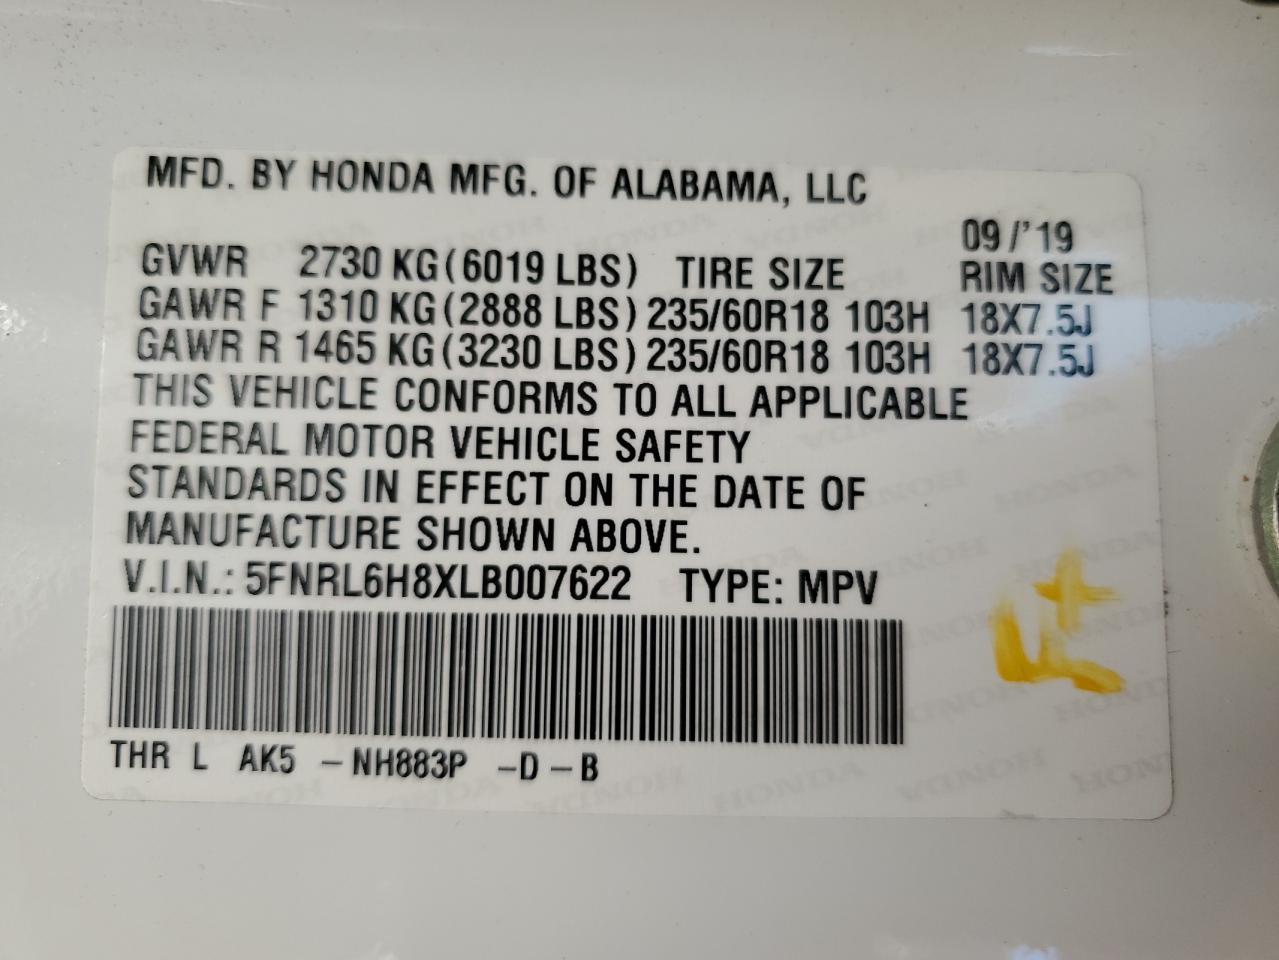 MFD. BY HONDA MFG. OF ALABAMA, LLC
09/'19
GVWR 2730 KG(6019 LBS) TIRE SIZE RIM SIZE
GAWR F 1310 KG(2888 LBS) 235/60R18 103H 18X7.5J
GAWR R 1465 KG(3230 LBS) 235/60R18 103H 18X7.5J
THIS VEHICLE CONFORMS TO ALL APPLICABLE
FEDERAL MOTOR VEHICLE SAFETY
STANDARDS IN EFFECT ON THE DATE OF
MANUFACTURE SHOWN ABOVE.
V.I.N.: 5FNRL6H8XLB007622 TYPE: MPV
THR L AK5 -NH883P -D-B